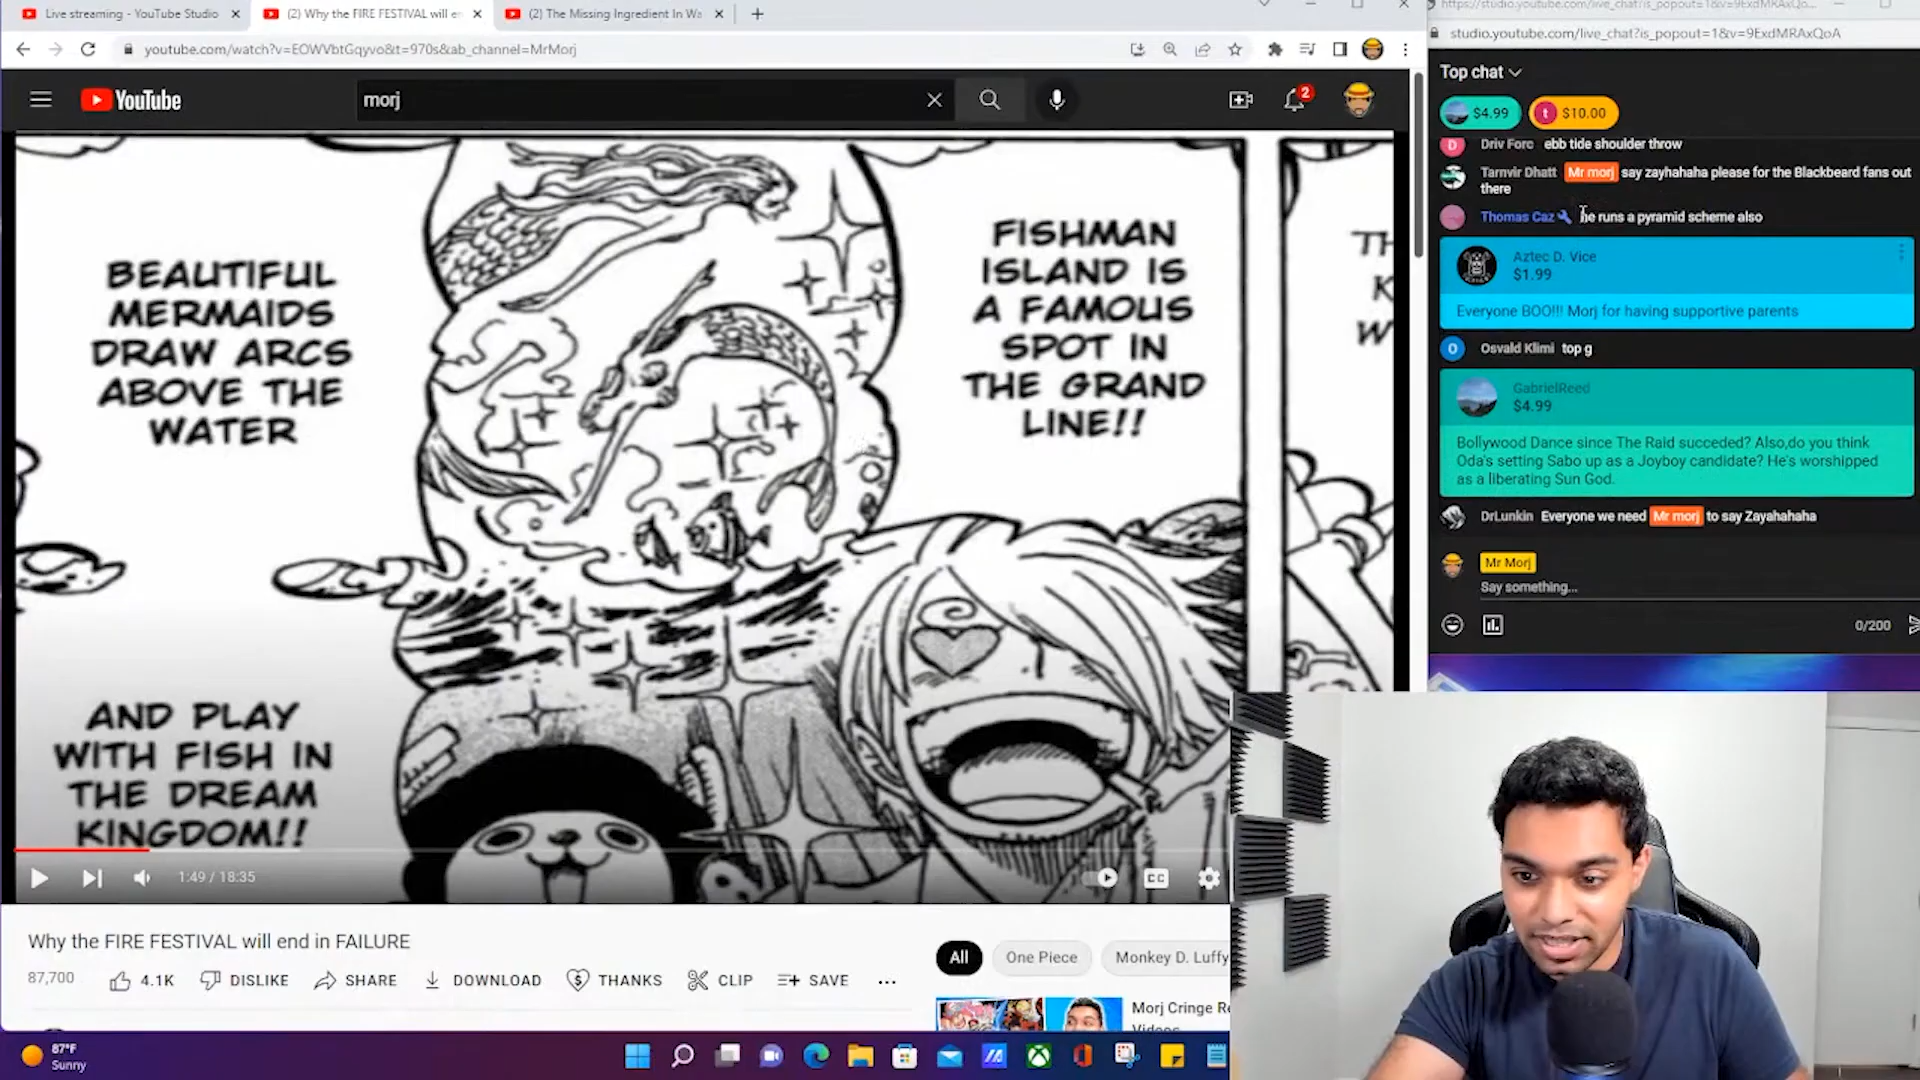 Live streaming - YouTube Studio
(2) Why the FIRE FESTIVAL will en
(2) The Missing Ingredient In Wa
youtube.com/watch?v=EOWVbtGqyvo&t=970s&ab_channel=MrMorj
YouTube
morj
2
BEAUTIFUL
MERMAIDS
DRAW ARCS
ABOVE THE
WATER
FISHMAN
ISLAND IS
A FAMOUS
SPOT IN
THE GRAND
LINE!!
AND PLAY
WITH FISH IN
THE DREAM
KINGDOM!!
1:49 / 18:35
CC
Why the FIRE FESTIVAL will end in FAILURE
87,700
4.1K
DISLIKE
SHARE
DOWNLOAD
THANKS
CLIP
SAVE
All
One Piece
Monkey D. Luffy
Morj Cringe Re
Videos
87°F
Sunny
studio.youtube.com/live_chat?is_popout=1&v=9ExdMRAxQoA
Top chat
$4.99
t $10.00
D Driv Forc ebb tide shoulder throw
Tarnvir Dhatt Mr morj say zayhahaha please for the Blackbeard fans out
there
Thomas Caz he runs a pyramid scheme also
Aztec D. Vice
$1.99
Everyone BOO!!! Morj for having supportive parents
O Osvald Klimi top g
GabrielReed
$4.99
Bollywood Dance since The Raid succeded? Also,do you think
Oda's setting Sabo up as a Joyboy candidate? He's worshipped
as a liberating Sun God.
DrLunkin Everyone we need Mr morj to say Zayahahaha
Mr Morj
Say something...
0/200